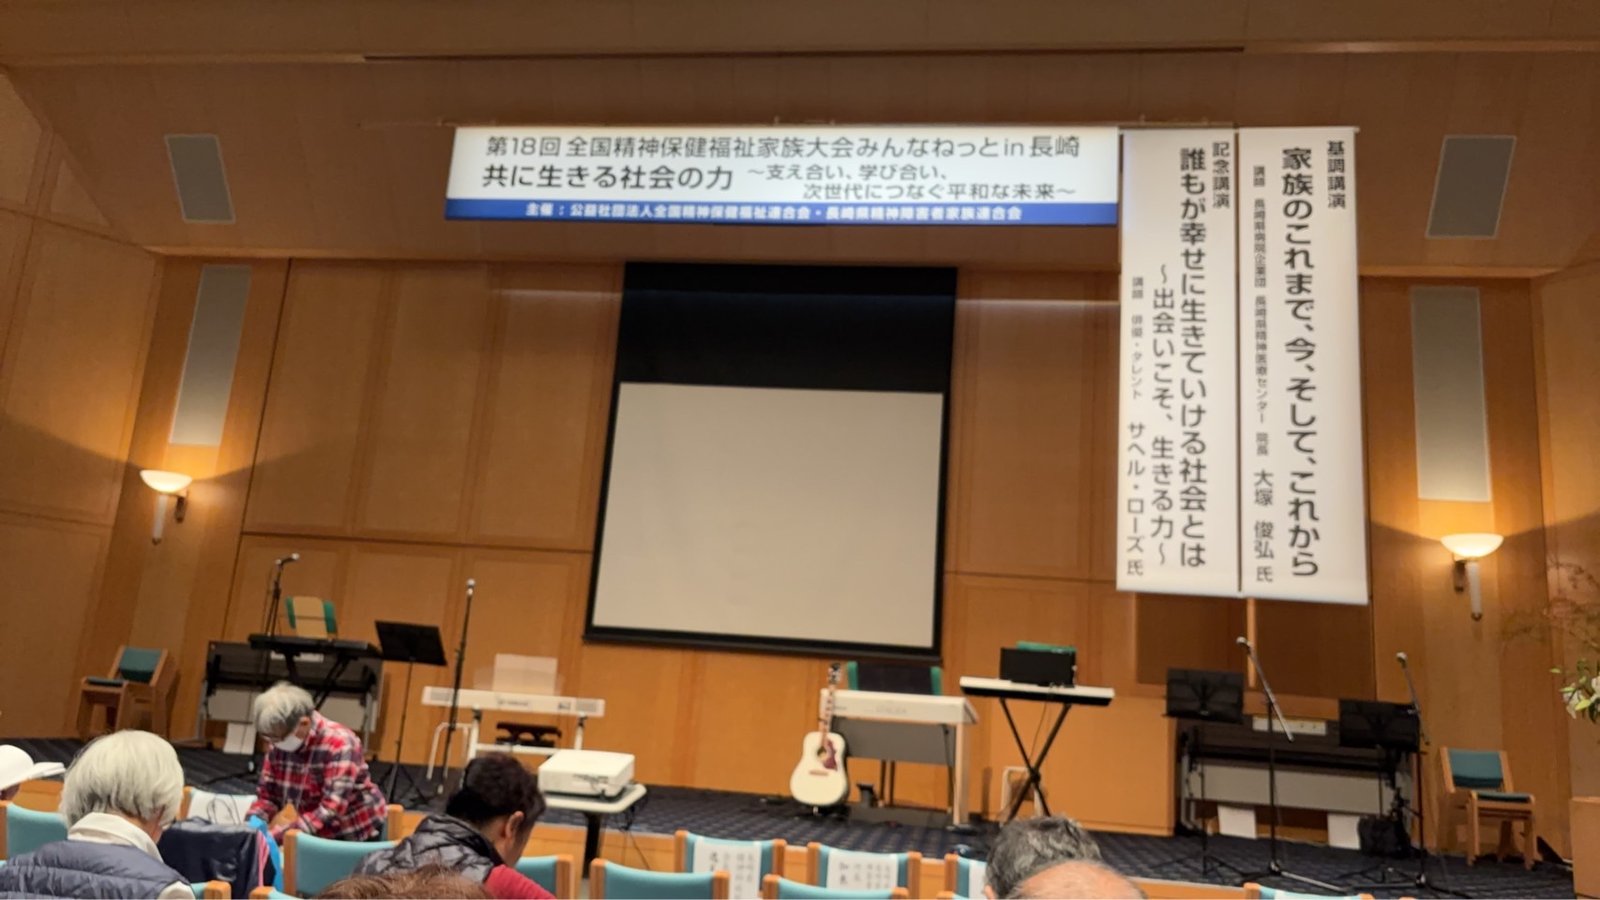 第18回 全国精神保健福祉家族大会みんなねっとin長崎
共に生きる社会の力 ～支え合い、学び合い、
次世代につなぐ平和な未来～
主催：公益社団法人全国精神保健福祉連合会・長崎県精神障害者家族連合会
基調講演
家族のこれまで、今、そして、これから
講師 長崎県病院企業団 長崎県精神医療センター 院長 大塚 俊弘 氏
記念講演
誰もが幸せに生きていける社会とは
～出会いこそ、生きる力～
講師 俳優・タレント サヘル・ローズ 氏